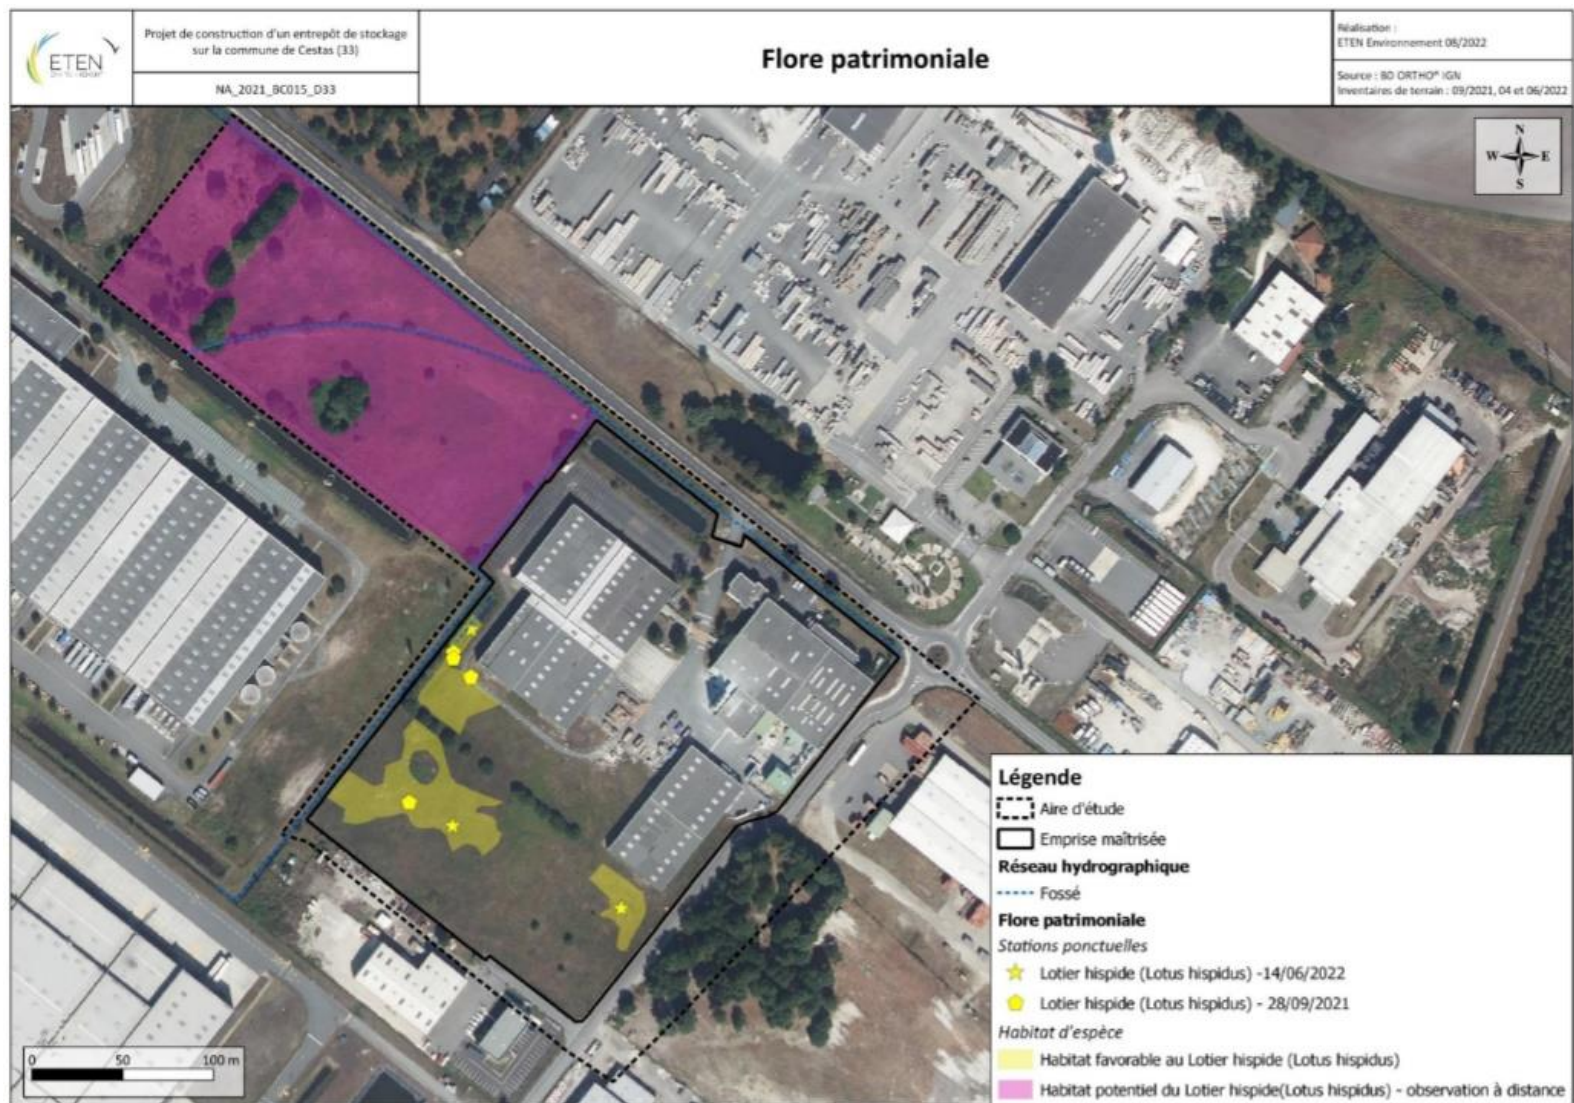 ETEN
Projet de construction d'un entrepôt de stockage
sur la commune de Cestas (33)
NA_2021_BC015_D33
Flore patrimoniale
Réalisation :
ETEN Environnement 08/2022
Source : BD ORTHO® IGN
Inventaires de terrain : 09/2021, 04 et 06/2022
N
W E
S
Légende
Aire d'étude
Emprise maîtrisée
Réseau hydrographique
Fossé
Flore patrimoniale
Stations ponctuelles
Lotier hispide (Lotus hispidus) -14/06/2022
Lotier hispide (Lotus hispidus) - 28/09/2021
Habitat d'espèce
Habitat favorable au Lotier hispide (Lotus hispidus)
Habitat potentiel du Lotier hispide(Lotus hispidus) - observation à distance
0 50 100 m